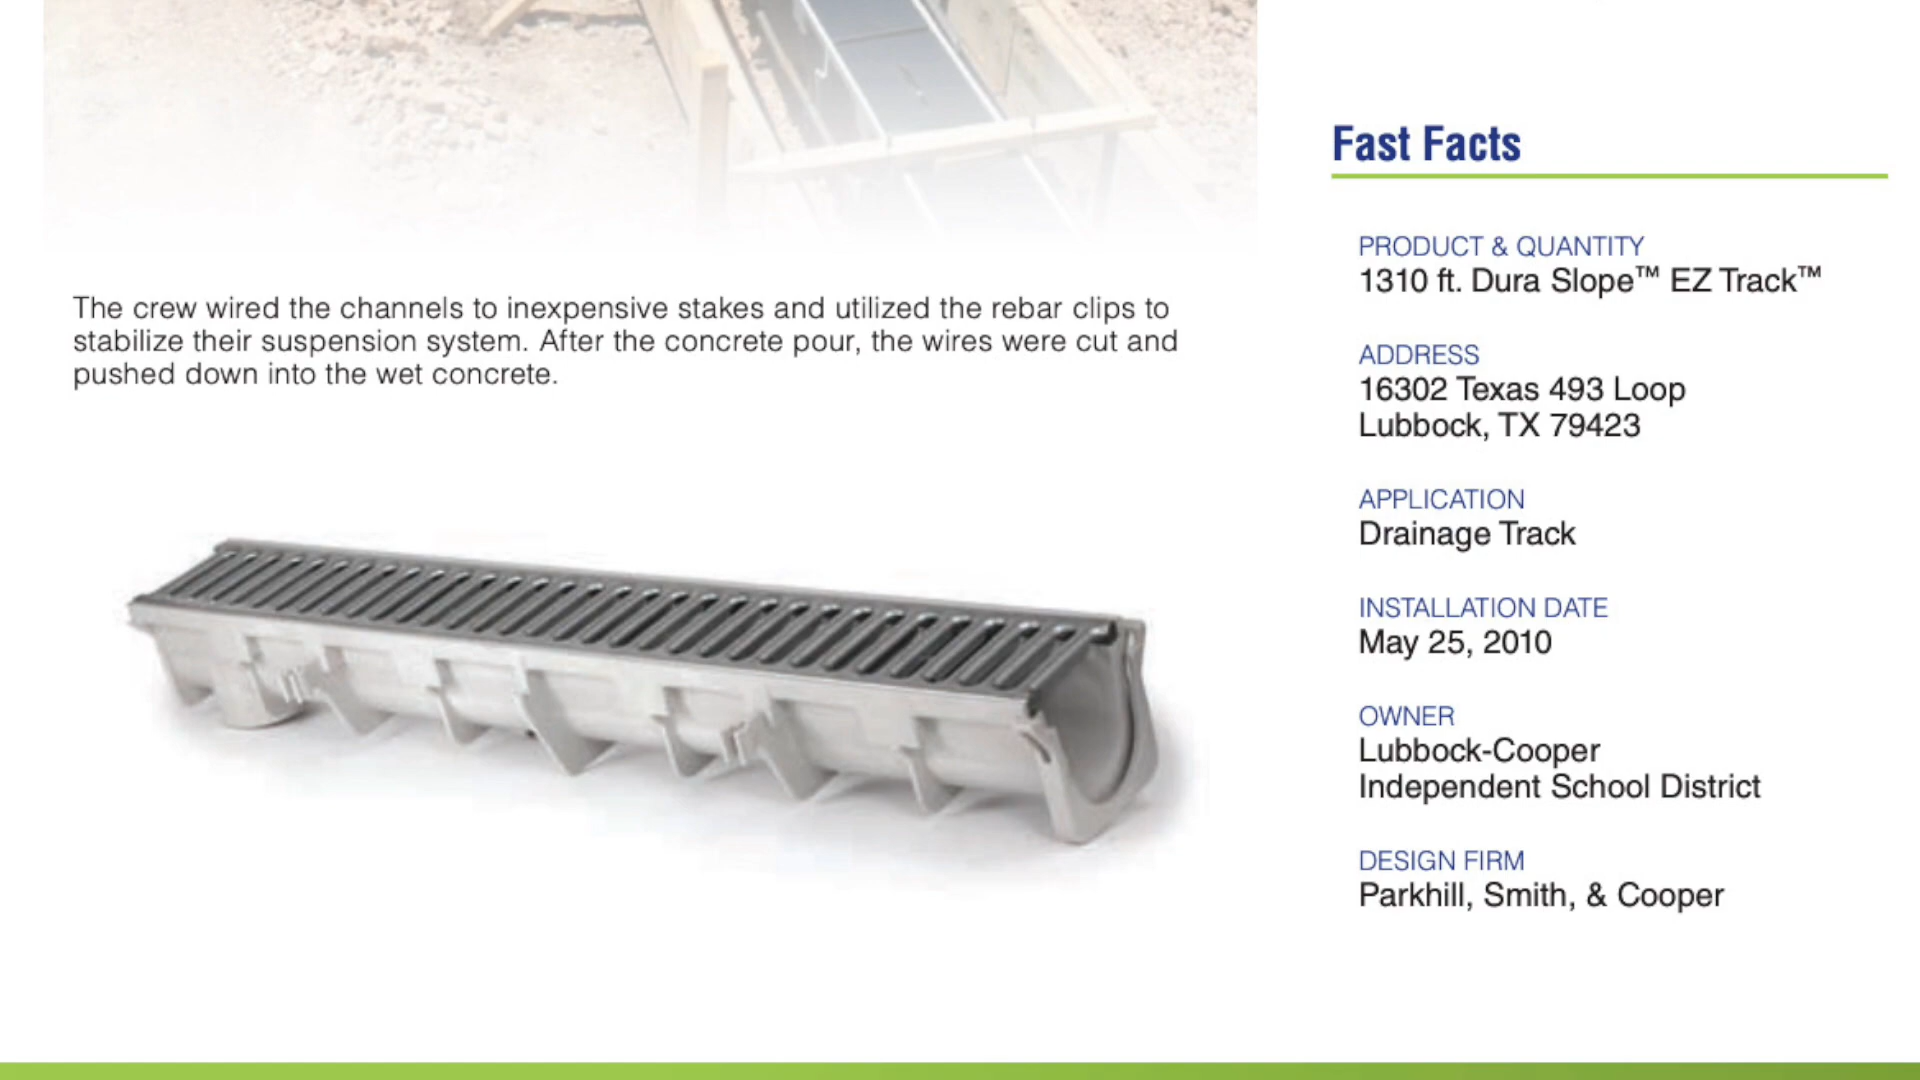 The crew wired the channels to inexpensive stakes and utilized the rebar clips to
stabilize their suspension system. After the concrete pour, the wires were cut and
pushed down into the wet concrete.
Fast Facts
PRODUCT & QUANTITY
1310 ft. Dura Slope™ EZ Track™
ADDRESS
16302 Texas 493 Loop
Lubbock, TX 79423
APPLICATION
Drainage Track
INSTALLATION DATE
May 25, 2010
OWNER
Lubbock-Cooper
Independent School District
DESIGN FIRM
Parkhill, Smith, & Cooper